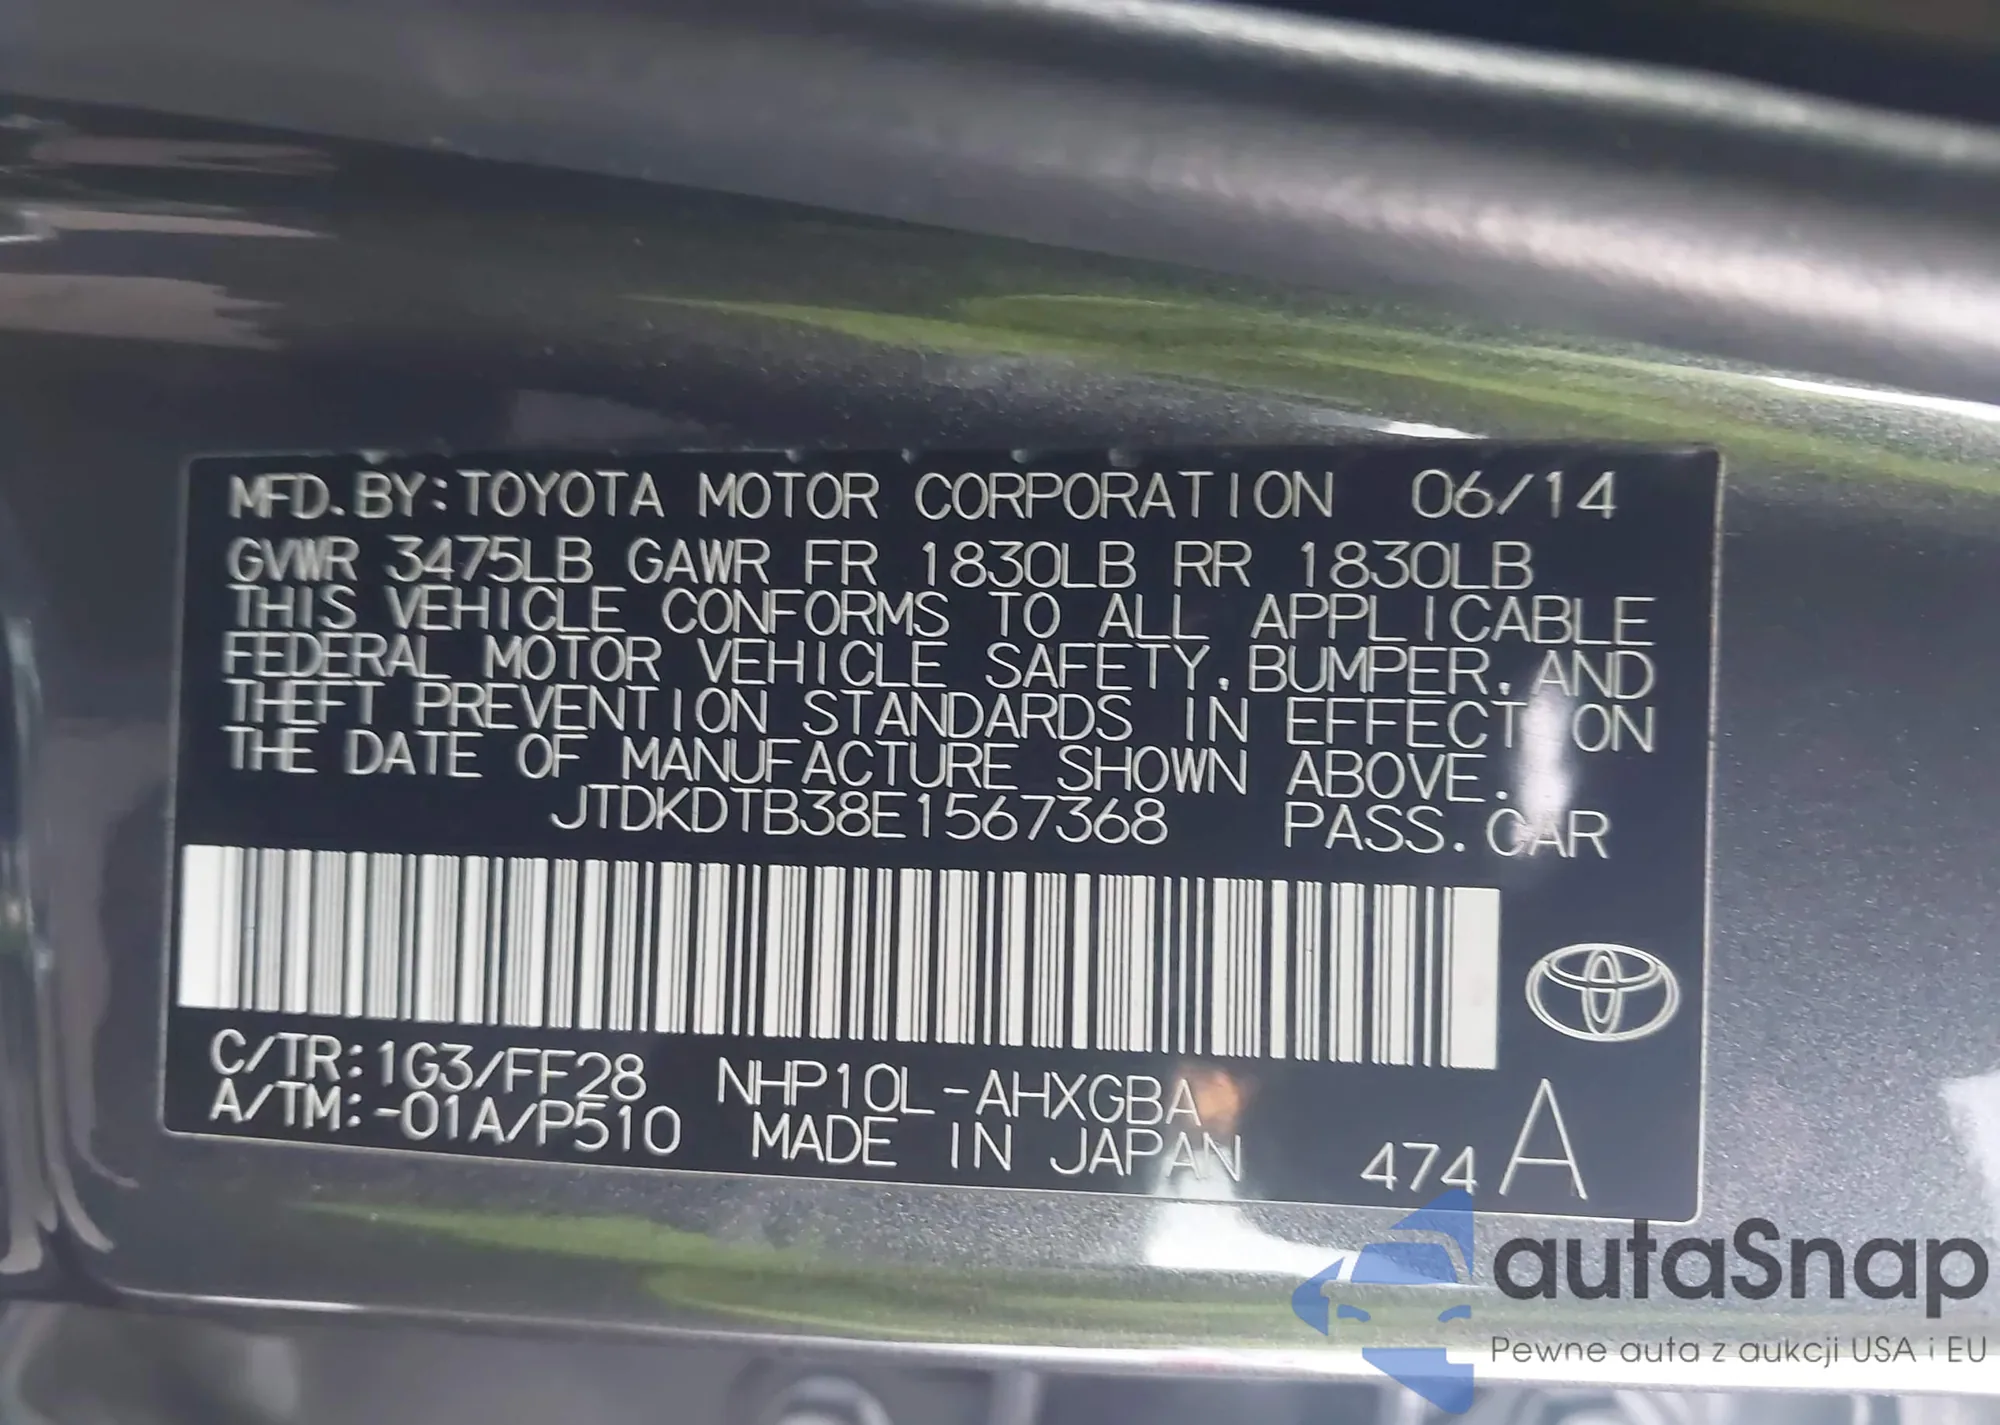 MFD.BY:TOYOTA MOTOR CORPORATION 06/14
GVWR 3475LB GAWR FR 1830LB RR 1830LB
THIS VEHICLE CONFORMS TO ALL APPLICABLE
FEDERAL MOTOR VEHICLE SAFETY,BUMPER,AND
THEFT PREVENTION STANDARDS IN EFFECT ON
THE DATE OF MANUFACTURE SHOWN ABOVE.
JTDKDTB38E1567368 PASS.CAR
C/TR:1G3/FF28 NHP10L-AHXGBA
A/TM:-01A/P510 MADE IN JAPAN 474 A
autaSnap
Pewne auta z aukcji USA i EU